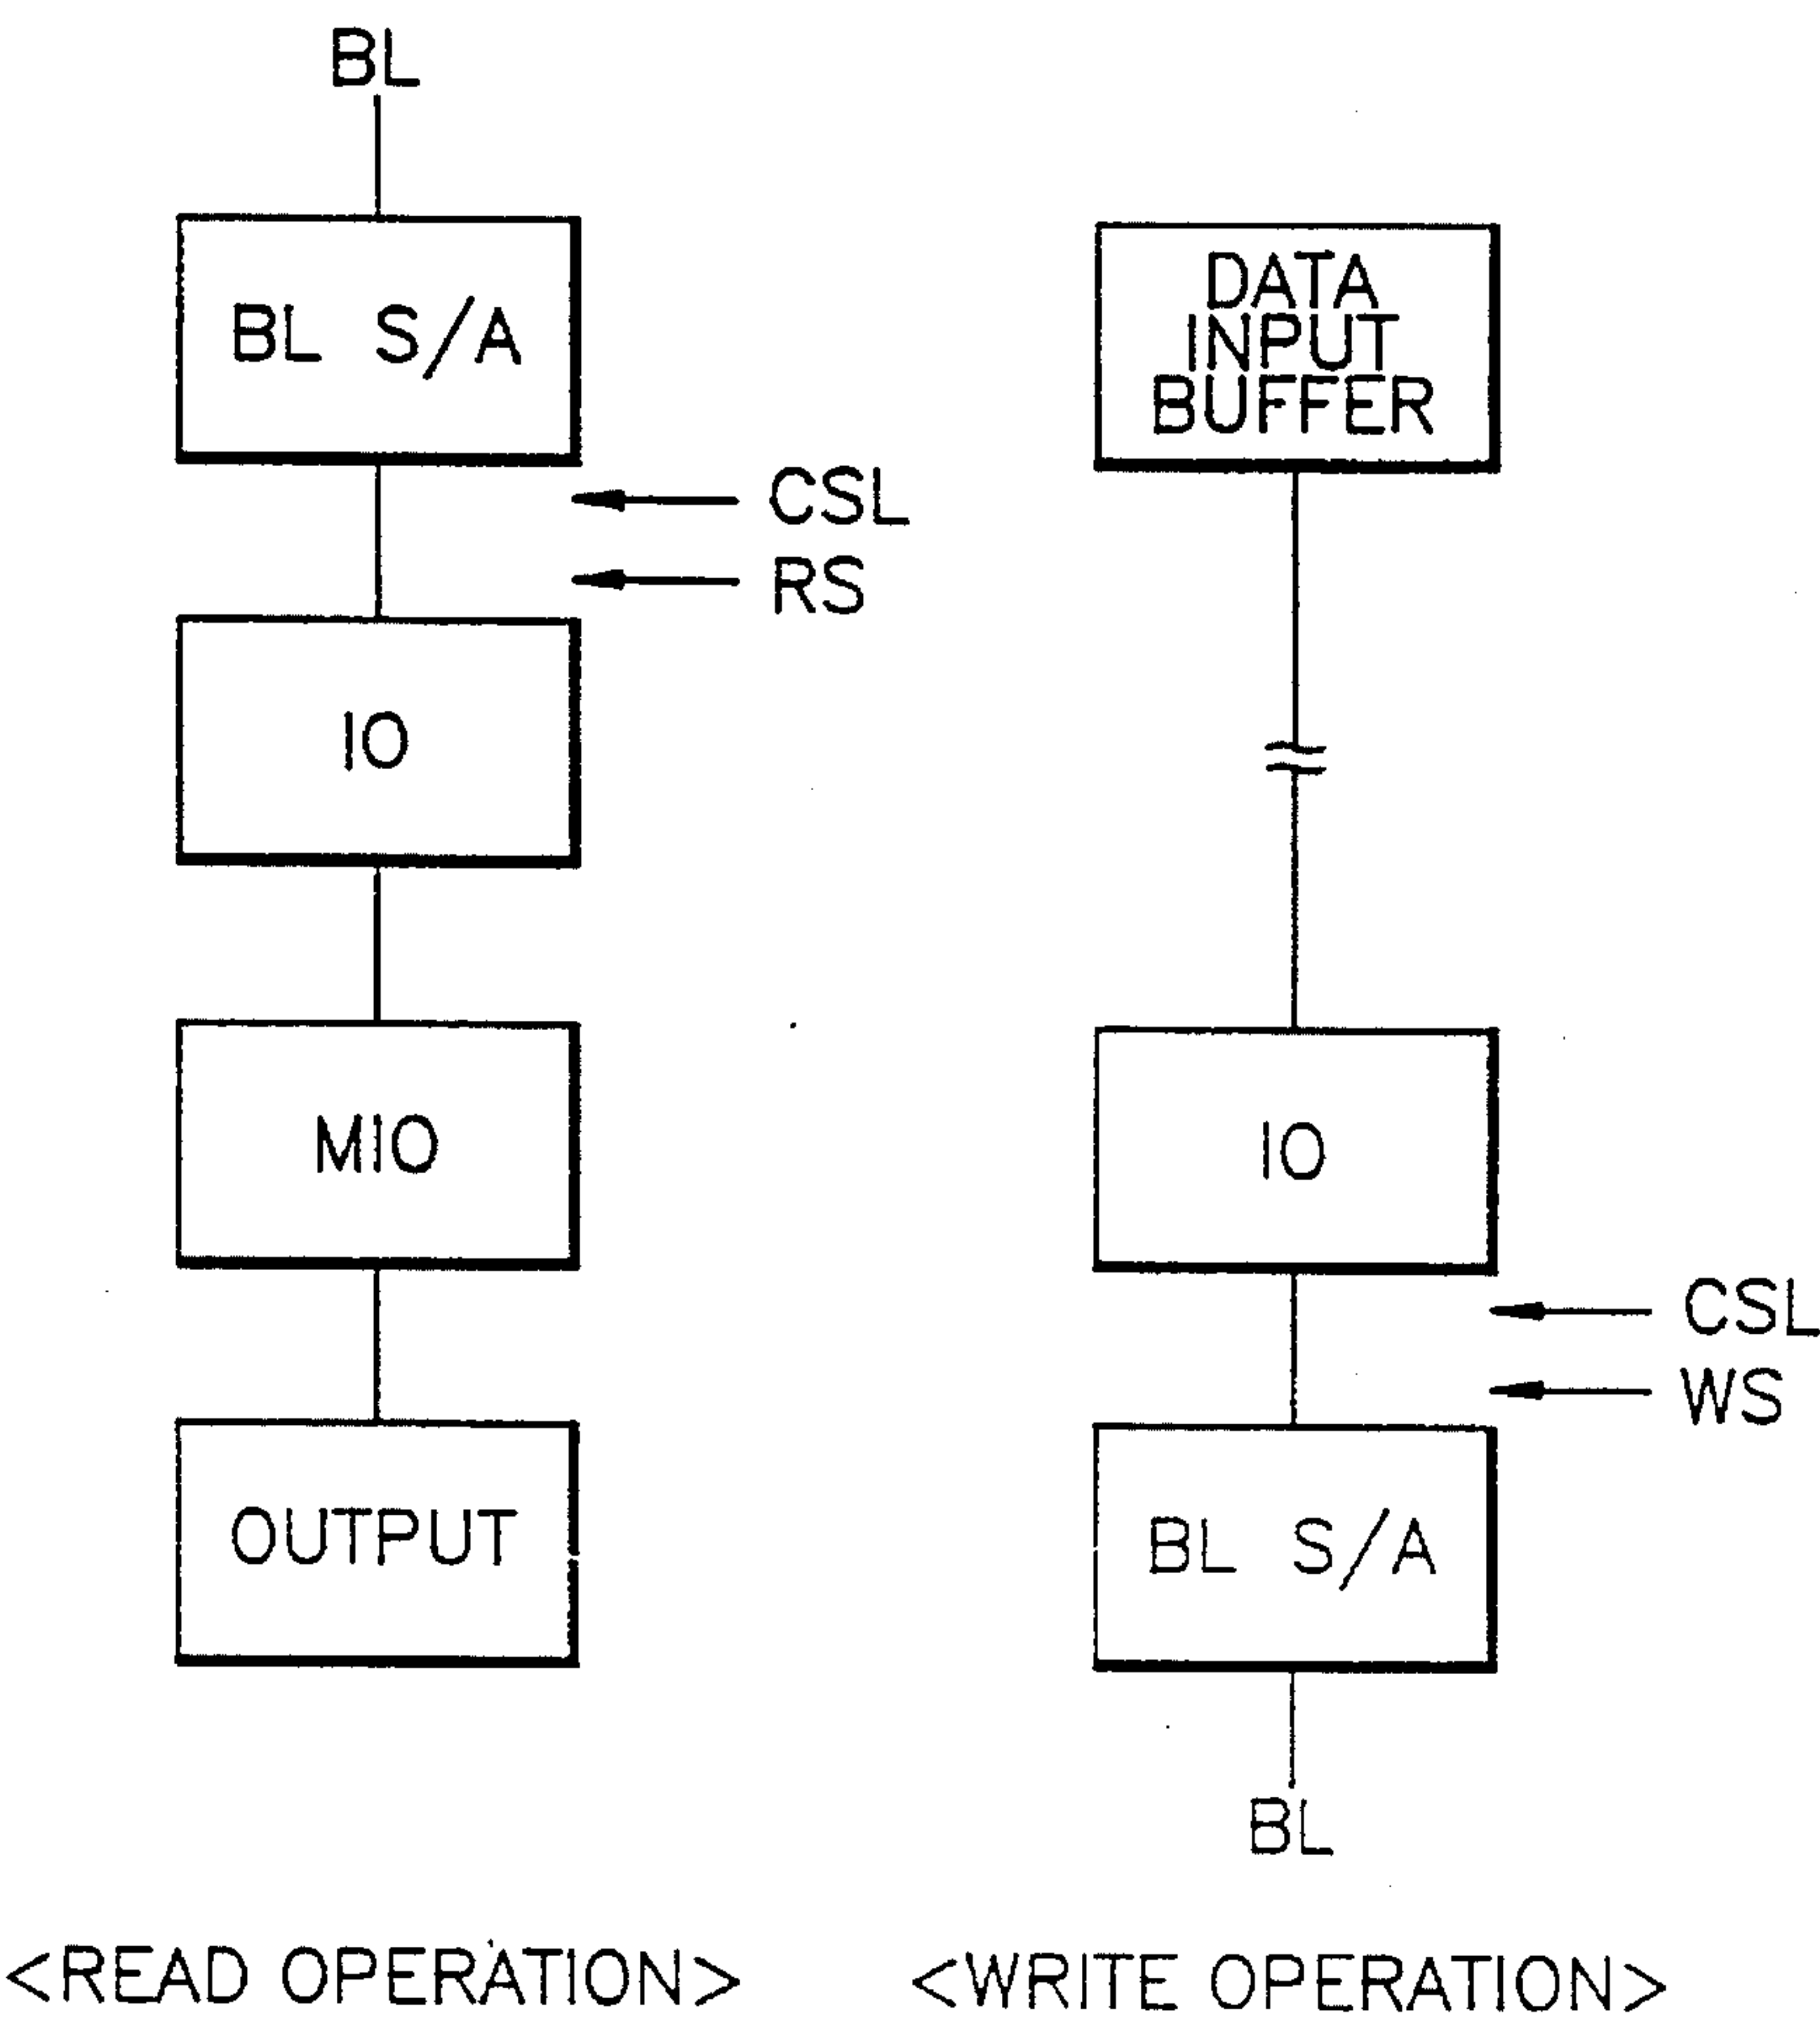 BL
BL S/A
CSL
RS
IO
MIO
OUTPUT
<READ OPERATION>
DATA
INPUT
BUFFER
IO
CSL
WS
BL S/A
BL
<WRITE OPERATION>